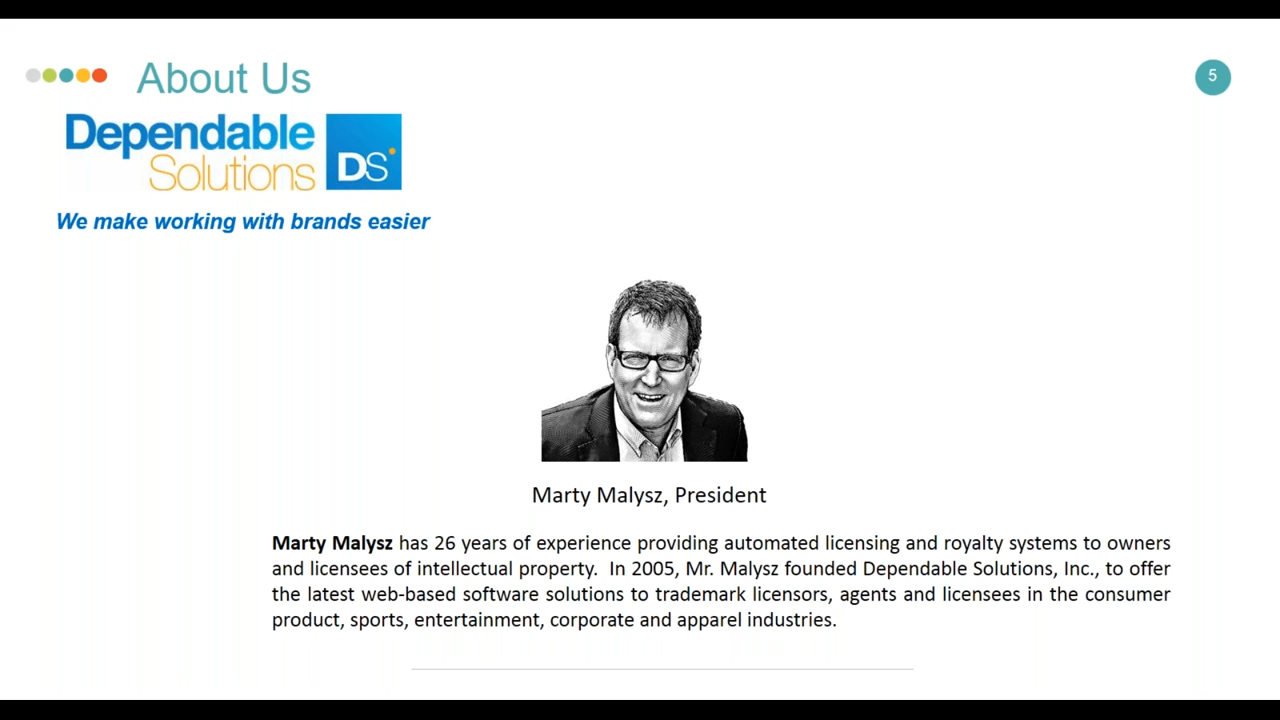 About Us
5
Dependable
Solutions
DS
We make working with brands easier
Marty Malysz, President
Marty Malysz has 26 years of experience providing automated licensing and royalty systems to owners
and licensees of intellectual property.  In 2005, Mr. Malysz founded Dependable Solutions, Inc., to offer
the latest web-based software solutions to trademark licensors, agents and licensees in the consumer
product, sports, entertainment, corporate and apparel industries.